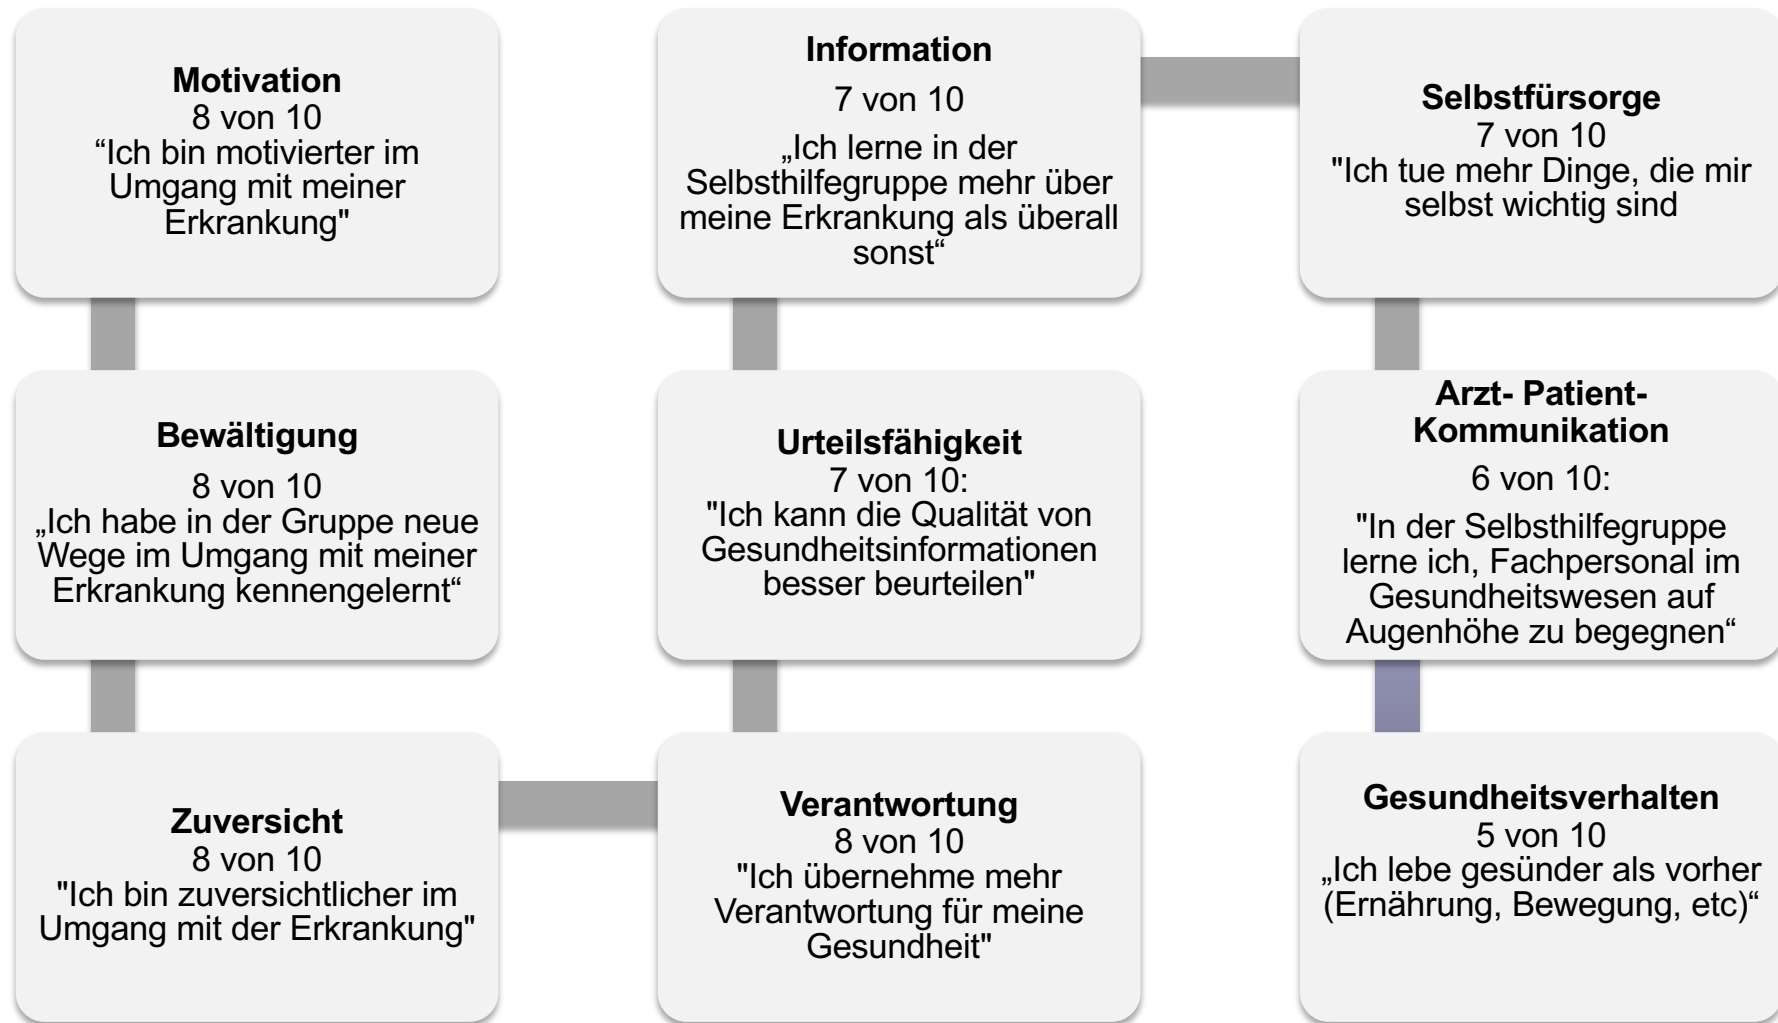 Motivation
8 von 10
“Ich bin motivierter im
Umgang mit meiner
Erkrankung"
Bewältigung
8 von 10
„Ich habe in der Gruppe neue
Wege im Umgang mit meiner
Erkrankung kennengelernt“
Zuversicht
8 von 10
"Ich bin zuversichtlicher im
Umgang mit der Erkrankung"
Verantwortung
8 von 10
"Ich übernehme mehr
Verantwortung für meine
Gesundheit"
Urteilsfähigkeit
7 von 10:
"Ich kann die Qualität von
Gesundheitsinformationen
besser beurteilen"
Information
7 von 10
„Ich lerne in der
Selbsthilfegruppe mehr über
meine Erkrankung als überall
sonst“
Selbstfürsorge
7 von 10
"Ich tue mehr Dinge, die mir
selbst wichtig sind
Arzt- Patient-
Kommunikation
6 von 10:
"In der Selbsthilfegruppe
lerne ich, Fachpersonal im
Gesundheitswesen auf
Augenhöhe zu begegnen“
Gesundheitsverhalten
5 von 10
„Ich lebe gesünder als vorher
(Ernährung, Bewegung, etc)“